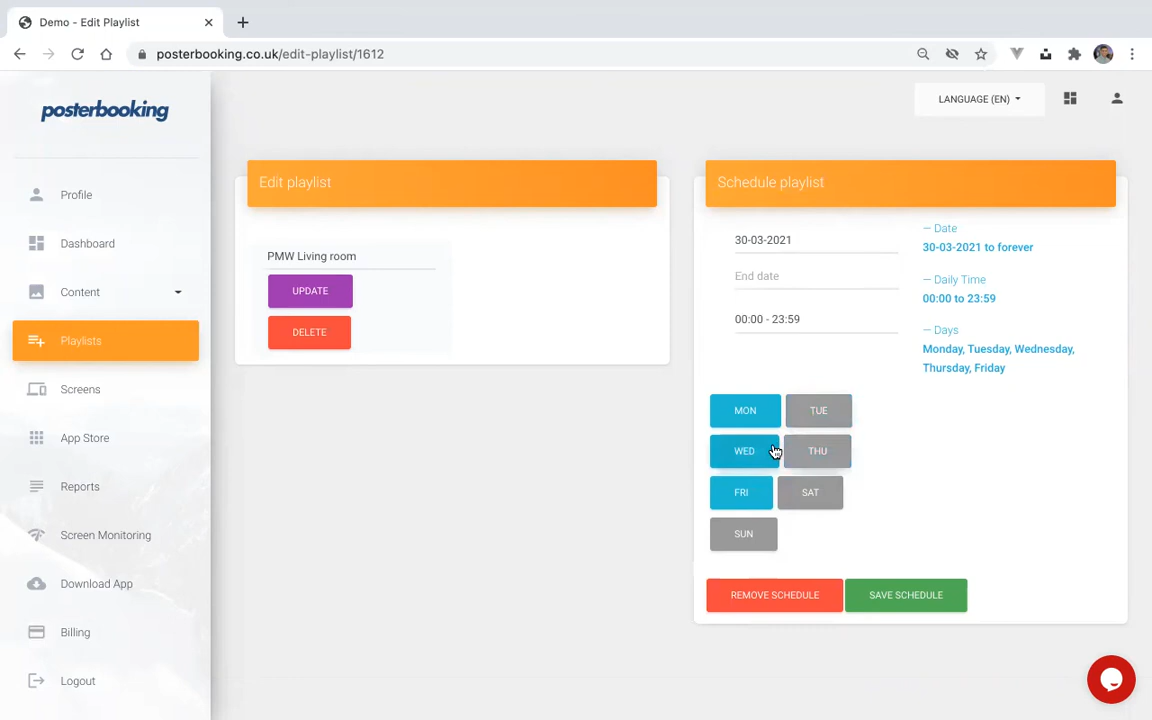 Demo - Edit Playlist
posterbooking.co.uk/edit-playlist/1612
posterbooking
LANGUAGE (EN)
Profile
Dashboard
Content
Playlists
Screens
App Store
Reports
Screen Monitoring
Download App
Billing
Logout
Edit playlist
PMW Living room
UPDATE
DELETE
Schedule playlist
30-03-2021
End date
00:00 - 23:59
— Date
30-03-2021 to forever
— Daily Time
00:00 to 23:59
— Days
Monday, Tuesday, Wednesday,
Thursday, Friday
MON TUE
WED THU
FRI SAT
SUN
REMOVE SCHEDULE SAVE SCHEDULE